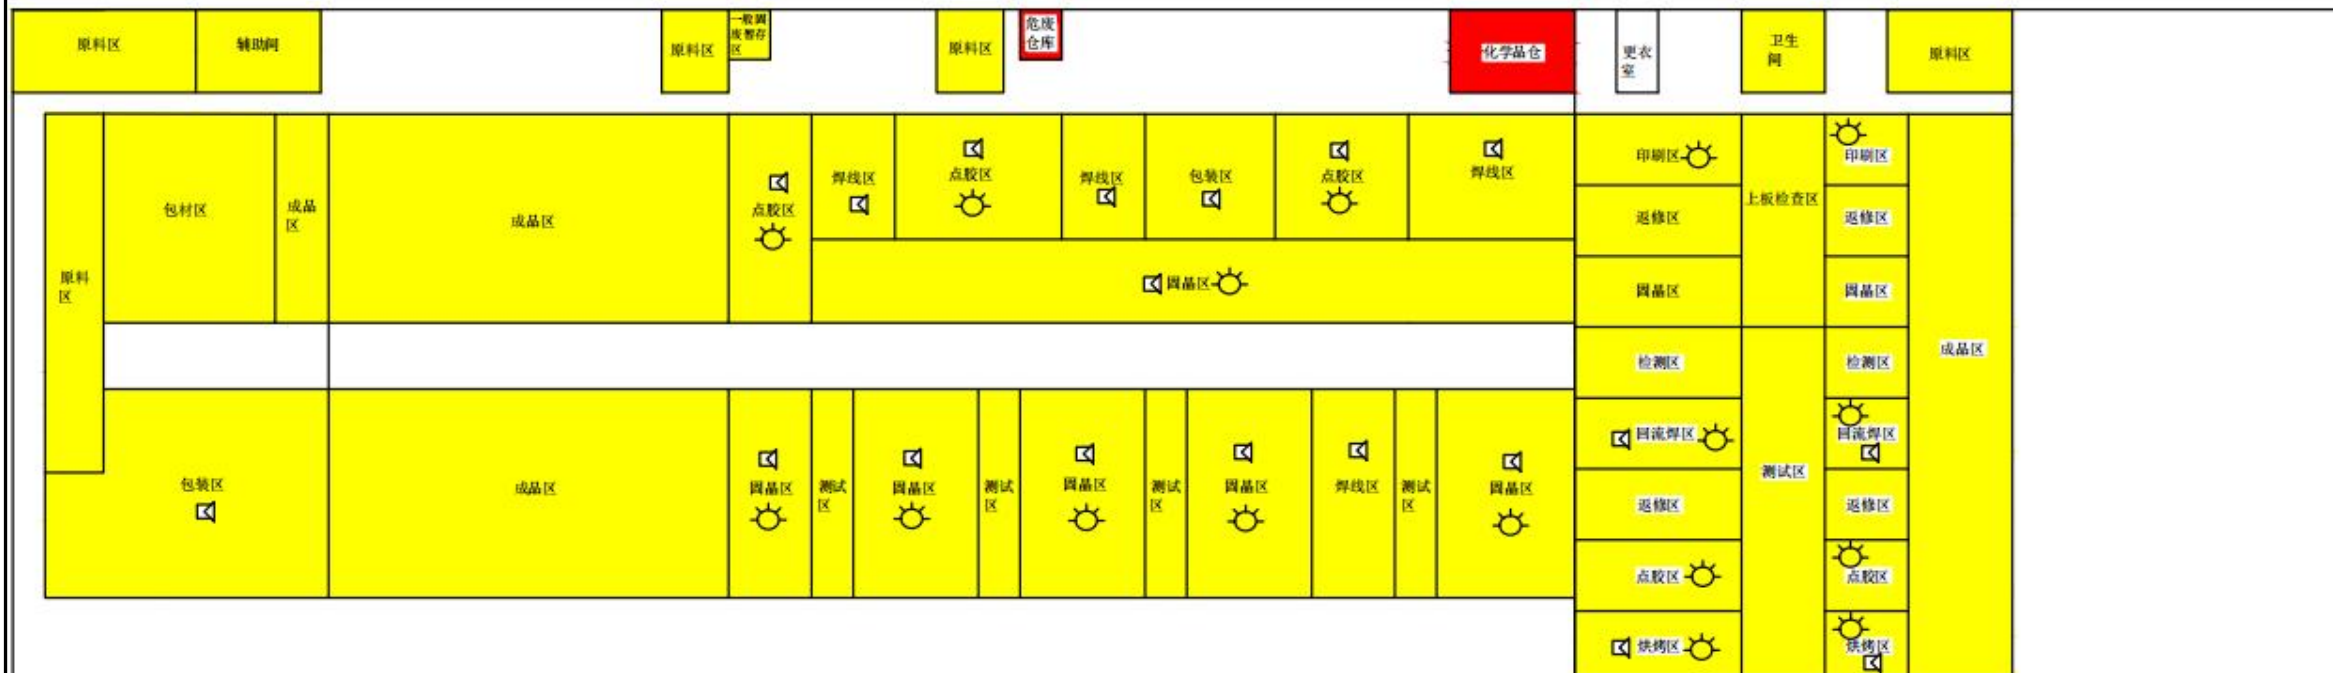 原料区
辅助间
原料区
一般固
废暂存
区
原料区
危废
仓库
化学品仓
更衣
室
卫生
间
原料区
原料
区
包材区
成品
区
成品区
点胶区
焊线区
点胶区
焊线区
包装区
点胶区
焊线区
固晶区
印刷区
返修区
固晶区
检测区
回流焊区
返修区
点胶区
烘烤区
上板检查区
测试区
印刷区
返修区
固晶区
检测区
回流焊区
返修区
点胶区
烘烤区
成品区
包装区
成品区
固晶区
测试
区
固晶区
测试
区
固晶区
测试
区
固晶区
焊线区
测试
区
固晶区